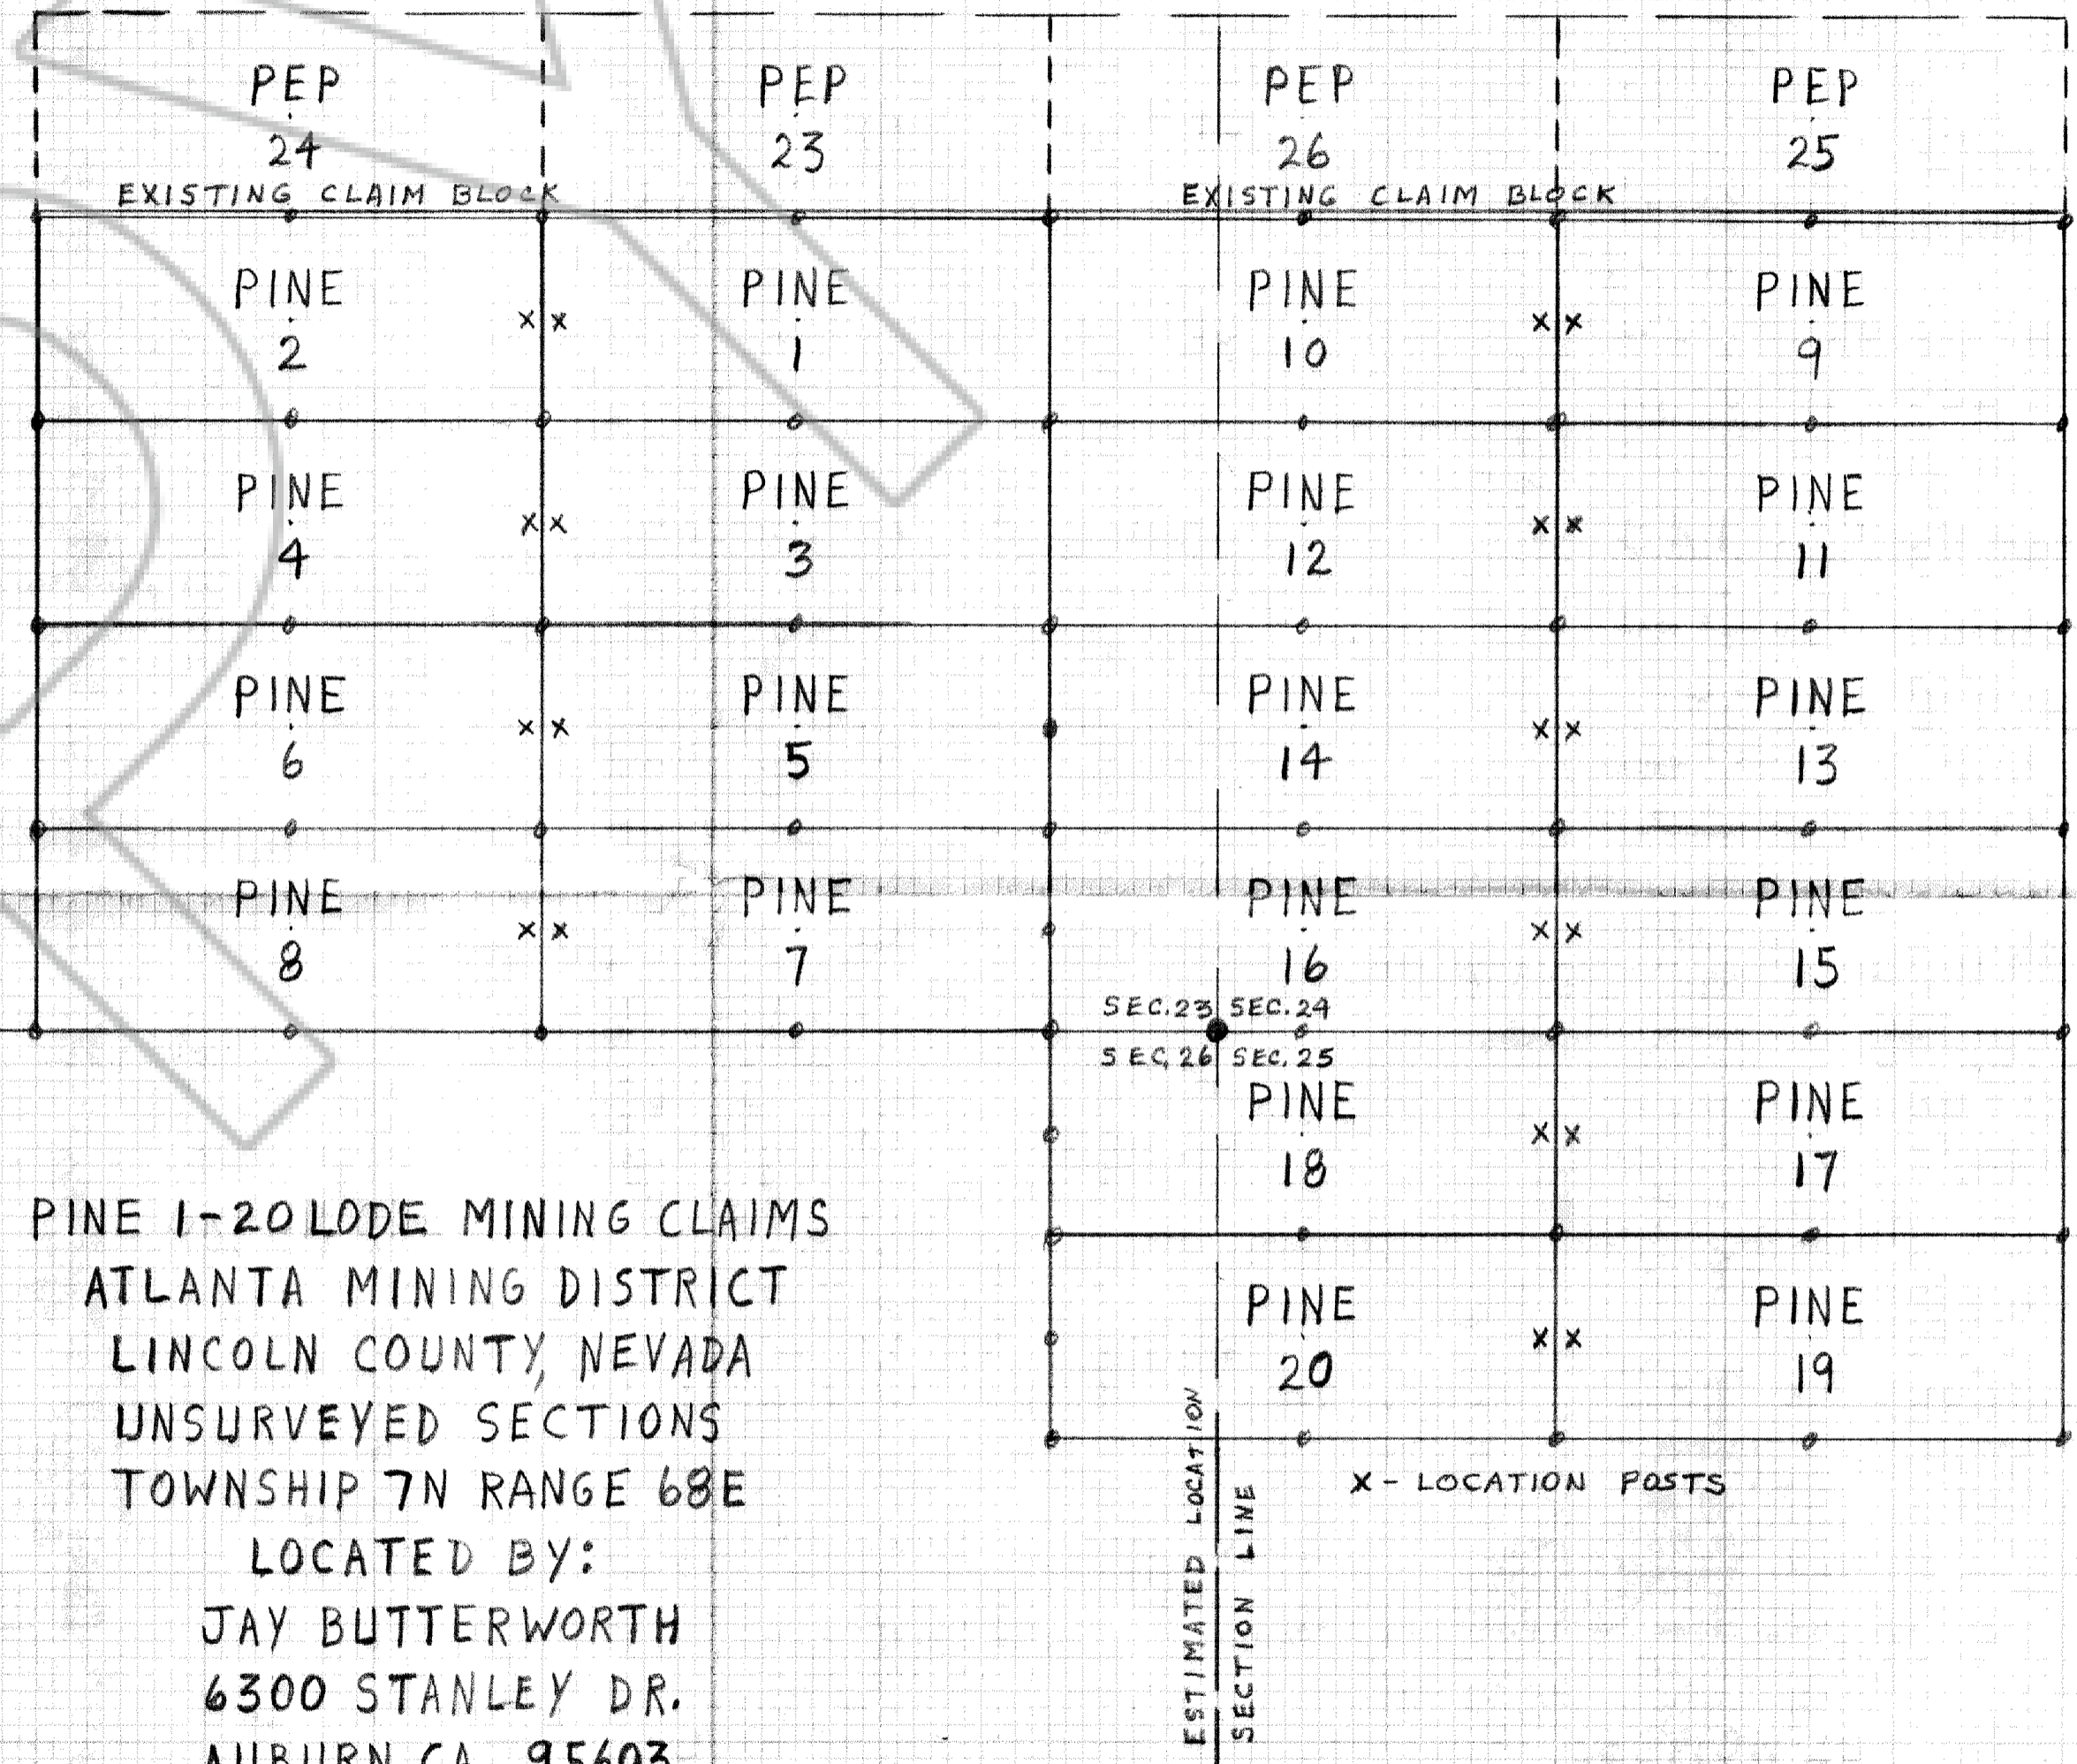 PEP PEP PEP PEP
24 23 26 25
EXISTING CLAIM BLOCK EXISTING CLAIM BLOCK
PINE PINE PINE PINE
2 1 10 9
PINE PINE PINE PINE
4 3 12 11
PINE PINE PINE PINE
6 5 14 13
PINE PINE PINE PINE
8 7 16 15
SEC.23 SEC.24
SEC.26 SEC.25
PINE PINE
18 17
PINE PINE
20 19
X - LOCATION POSTS
ESTIMATED LOCATION
SECTION LINE
PINE 1-20 LODE MINING CLAIMS
ATLANTA MINING DISTRICT
LINCOLN COUNTY, NEVADA
UNSURVEYED SECTIONS
TOWNSHIP 7N RANGE 68E
LOCATED BY:
JAY BUTTERWORTH
6300 STANLEY DR.
AUBURN CA. 95603